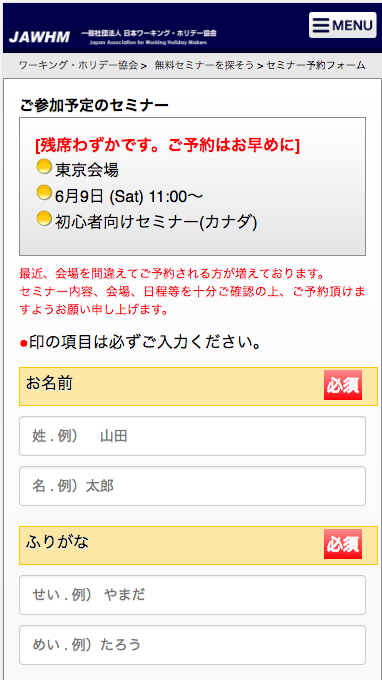 JAWHM 一般社団法人 日本ワーキング・ホリデー協会
Japan Association for Working Holiday Makers
MENU
ワーキング・ホリデー協会 > 無料セミナーを探そう > セミナー予約フォーム
ご参加予定のセミナー
[残席わずかです。ご予約はお早めに]
東京会場
6月9日 (Sat) 11:00〜
初心者向けセミナー(カナダ)
最近、会場を間違えてご予約される方が増えております。
セミナー内容、会場、日程等を十分ご確認の上、ご予約頂けま
すようお願い申し上げます。
●印の項目は必ずご入力ください。
お名前 必須
姓 . 例） 山田
名 . 例）太郎
ふりがな 必須
せい . 例） やまだ
めい . 例）たろう